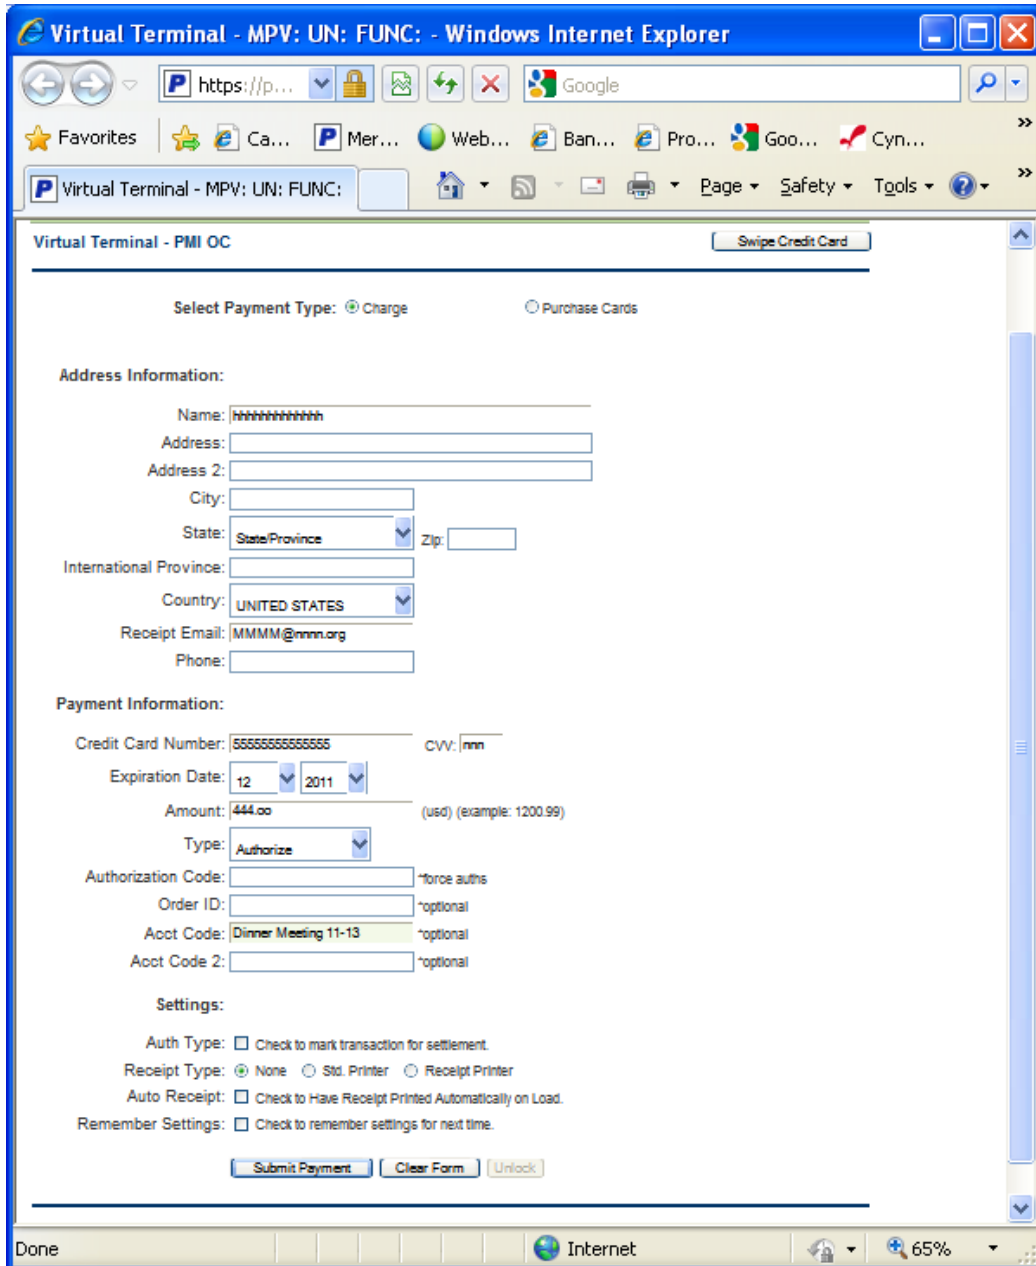 Virtual Terminal - MPV: UN: FUNC: - Windows Internet Explorer
https://p...
Google
Favorites Ca... Mer... Web... Ban... Pro... Goo... Cyn... »
Virtual Terminal - MPV: UN: FUNC: Page Safety Tools »
Virtual Terminal - PMI OC Swipe Credit Card
Select Payment Type: Charge Purchase Cards
Address Information:
Name: hhhhhhhhhhhhh
Address:
Address 2:
City:
State: State/Province Zip:
International Province:
Country: UNITED STATES
Receipt Email: MMMM@nnnn.org
Phone:
Payment Information:
Credit Card Number: 55555555555555 CVV: nnn
Expiration Date: 12 2011
Amount: 444.oo (usd) (example: 1200.99)
Type: Authorize
Authorization Code: *force auths
Order ID: *optional
Acct Code: Dinner Meeting 11-13 *optional
Acct Code 2: *optional
Settings:
Auth Type: Check to mark transaction for settlement.
Receipt Type: None Std. Printer Receipt Printer
Auto Receipt: Check to Have Receipt Printed Automatically on Load.
Remember Settings: Check to remember settings for next time.
Submit Payment Clear Form Unlock
Done Internet 65%